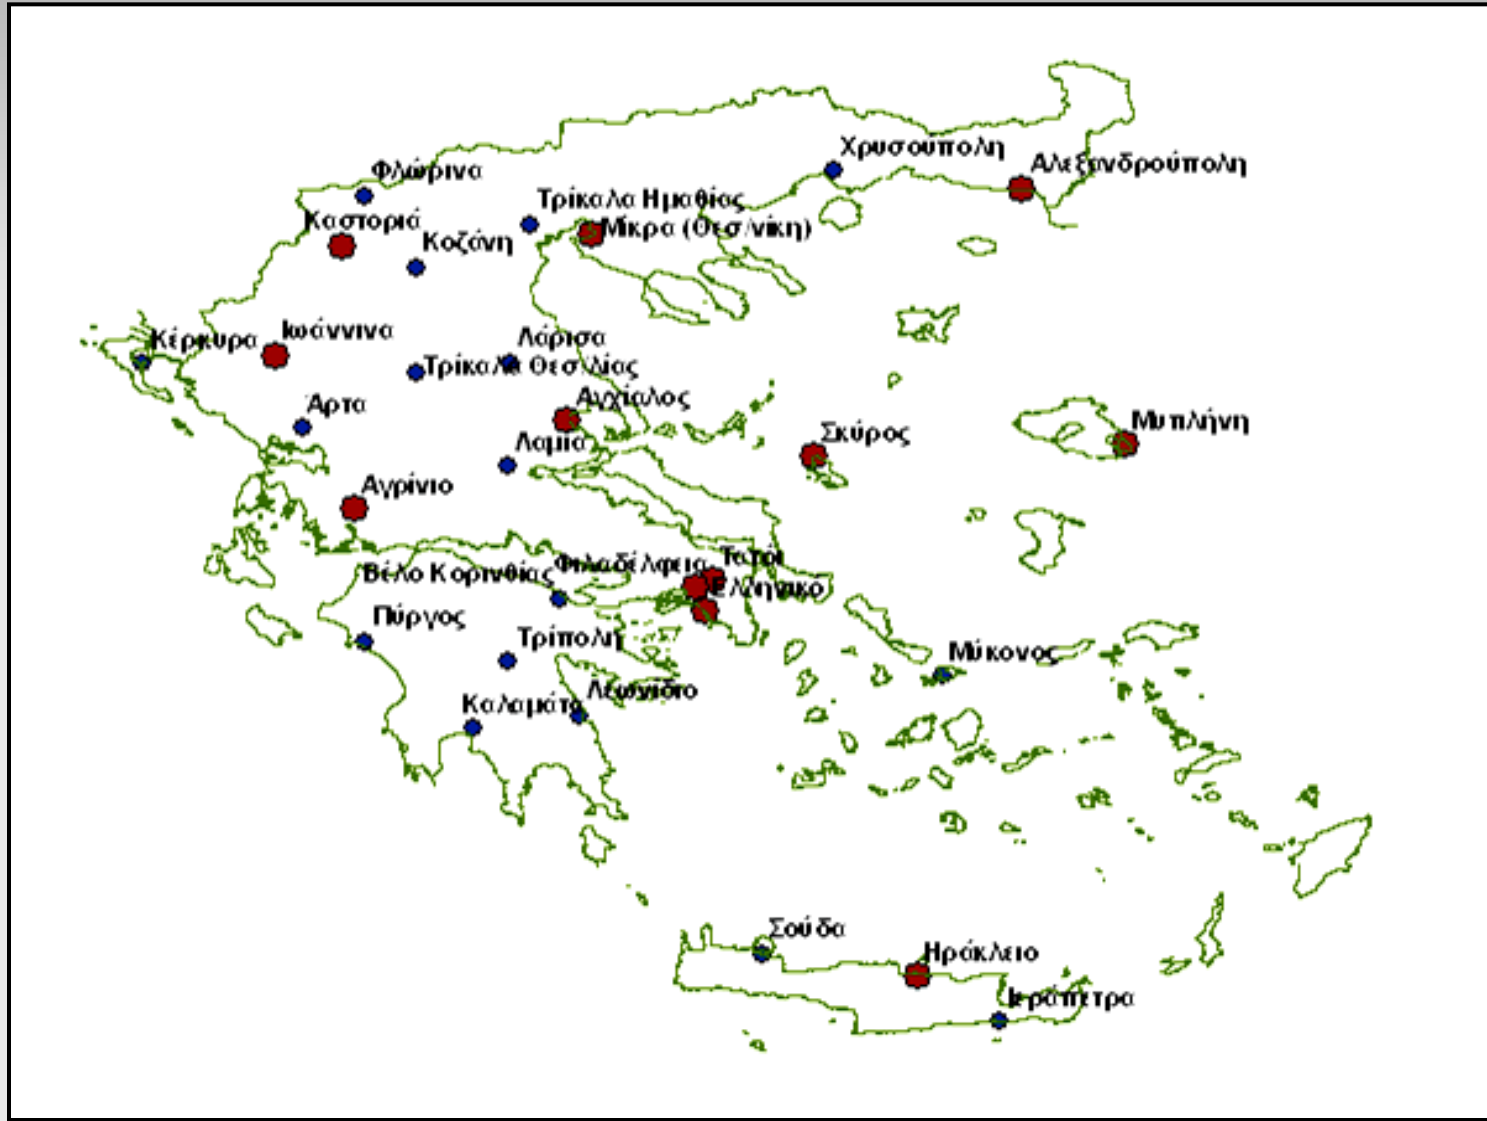 Χρυσούπολη
Αλεξανδρούπολη
Φλώρινα
Τρίκαλα Ημαθίας
Καστοριά
Μίκρα (Θεσ/νίκη)
Κοζάνη
Κέρκυρα
Ιωάννινα
Λάρισα
Τρίκαλα Θεσ/λίας
Άρτα
Αγχίαλος
Μυτιλήνη
Σκύρος
Λαμία
Αγρίνιο
Τατόι
Φιλαδέλφεια
Βέλο Κορινθίας
Ελληνικο
Πύργος
Τρίπολη
Μύκονος
Λεωνίδιο
Καλαμάτα
Σούδα
Ηράκλειο
Ιεράπετρα